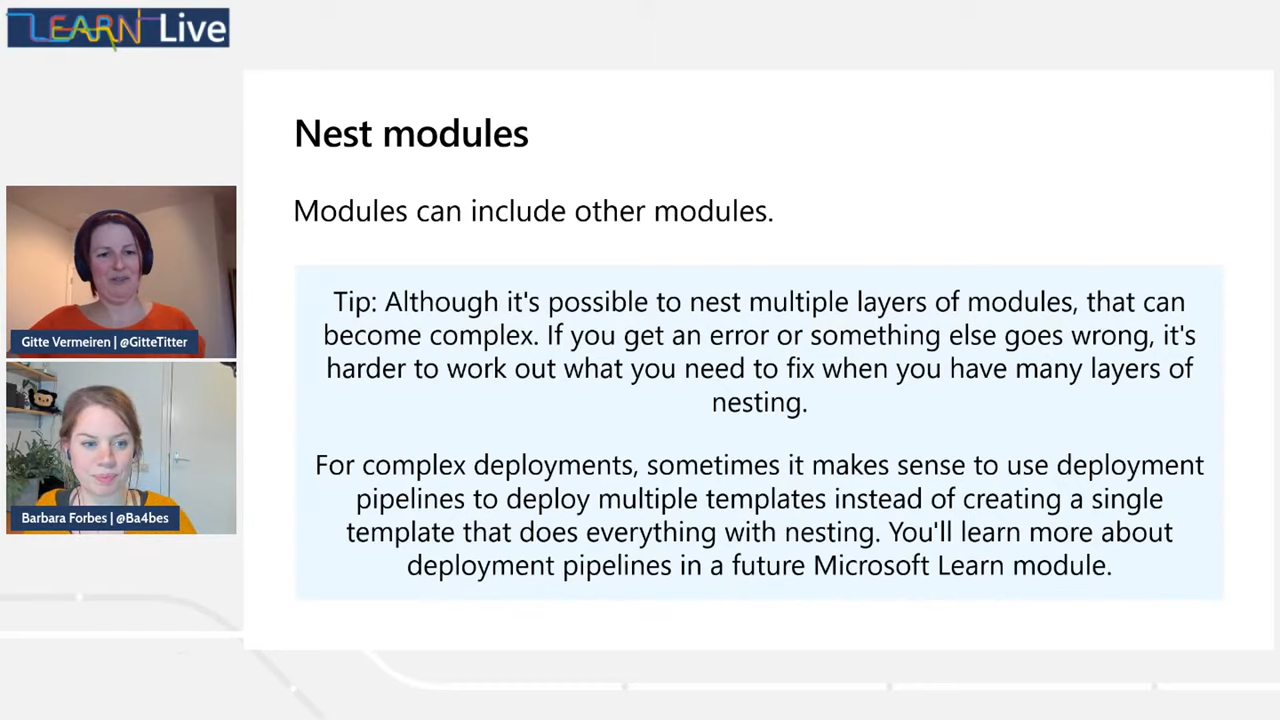 LEARN Live
Nest modules
Modules can include other modules.
Tip: Although it's possible to nest multiple layers of modules, that can
become complex. If you get an error or something else goes wrong, it's
harder to work out what you need to fix when you have many layers of
nesting.
For complex deployments, sometimes it makes sense to use deployment
pipelines to deploy multiple templates instead of creating a single
template that does everything with nesting. You'll learn more about
deployment pipelines in a future Microsoft Learn module.
Gitte Vermeiren | @GitteTitter
Barbara Forbes | @Ba4bes